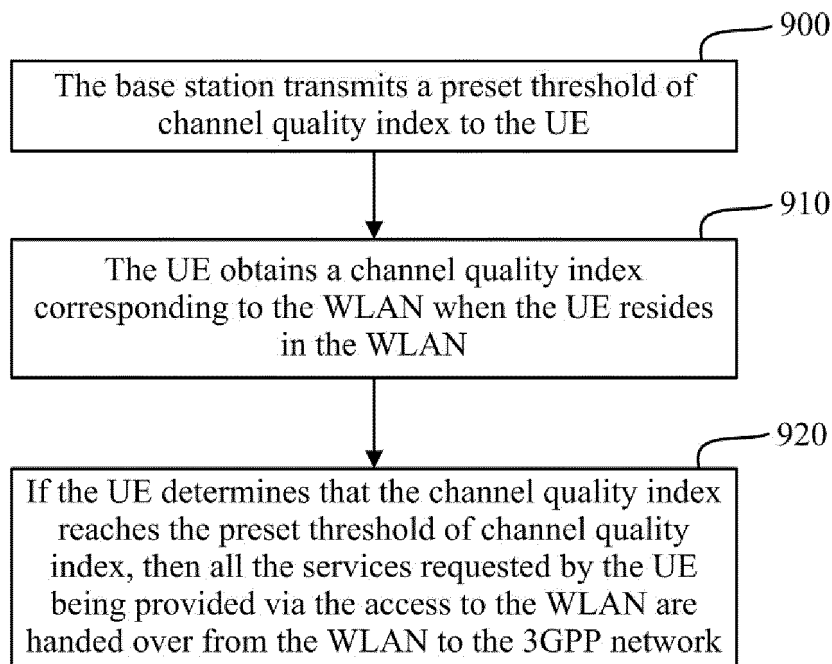 900
The base station transmits a preset threshold of
channel quality index to the UE
910
The UE obtains a channel quality index
corresponding to the WLAN when the UE resides
in the WLAN
920
If the UE determines that the channel quality index
reaches the preset threshold of channel quality
index, then all the services requested by the UE
being provided via the access to the WLAN are
handed over from the WLAN to the 3GPP network